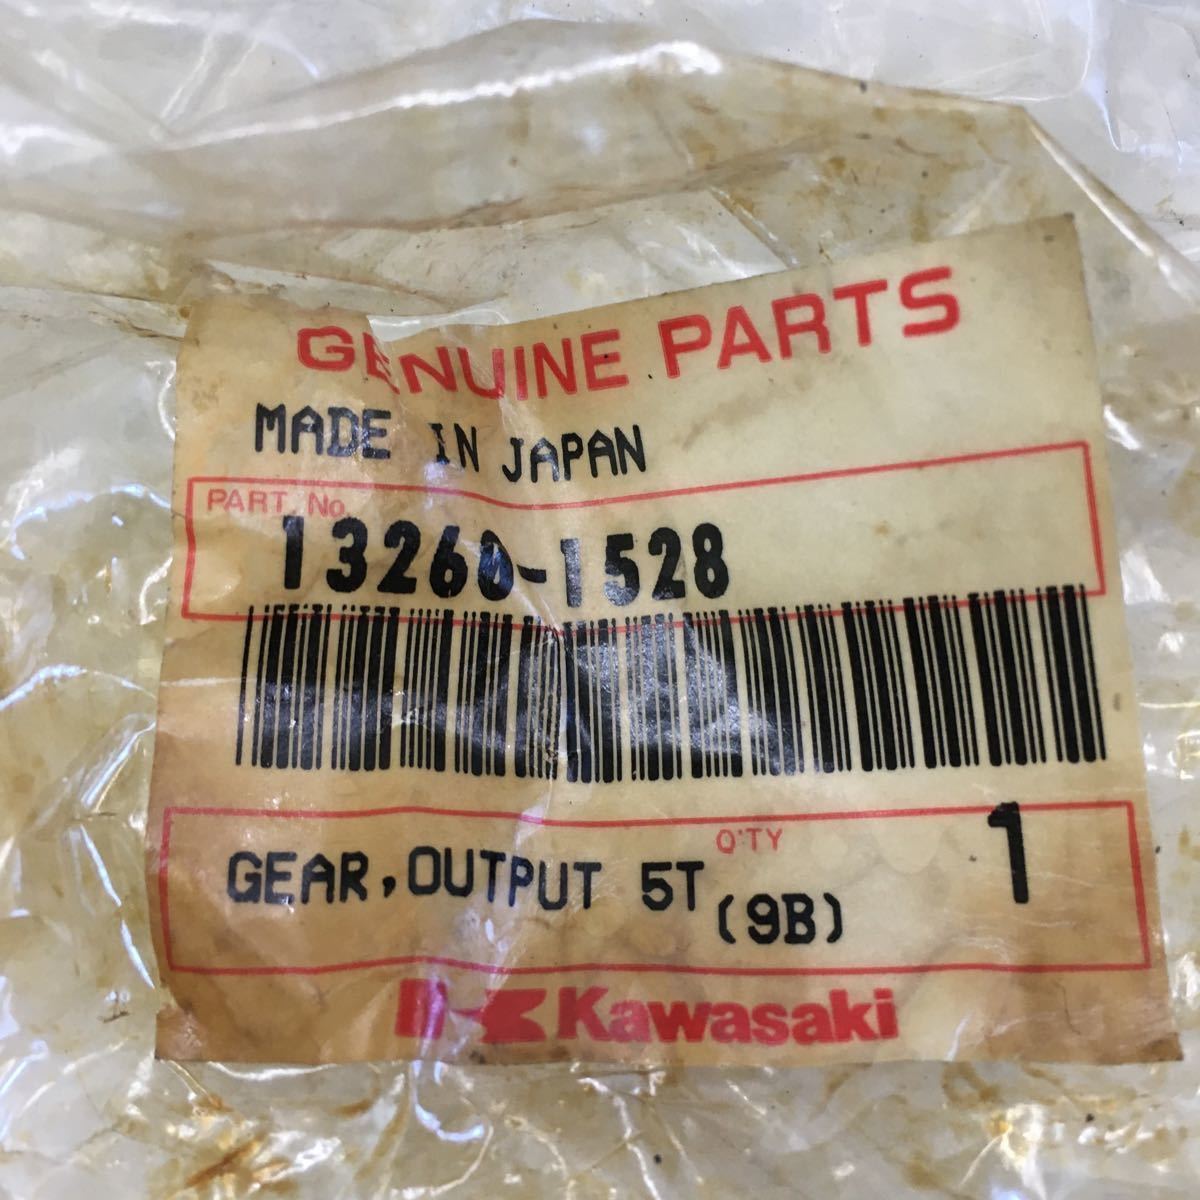 GENUINE PARTS
MADE IN JAPAN
PART. No.
13260-1528
Q'TY
1
GEAR, OUTPUT 5T
(9B)
Kawasaki